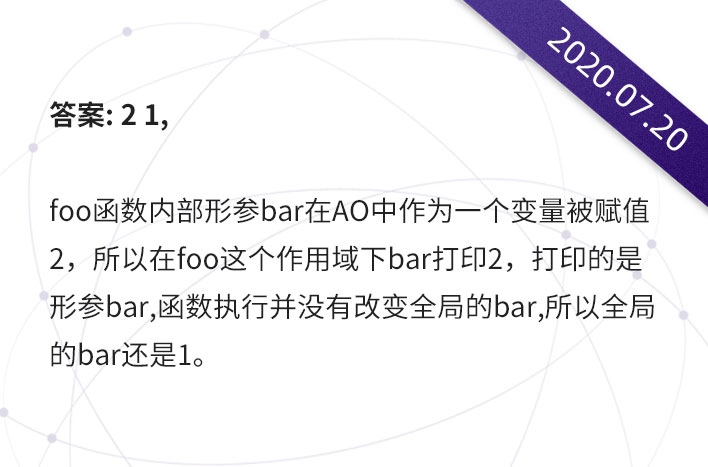 2020.07.20
答案: 2 1,
foo函数内部形参bar在AO中作为一个变量被赋值
2，所以在foo这个作用域下bar打印2，打印的是
形参bar,函数执行并没有改变全局的bar,所以全局
的bar还是1。